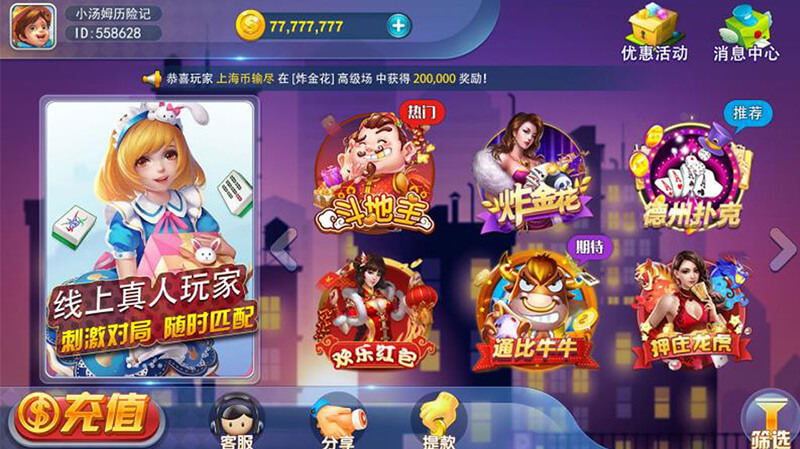 小汤姆历险记
ID:558628
77,777,777
优惠活动
消息中心
恭喜玩家 上海币输尽 在 [炸金花] 高级场 中获得 200,000 奖励!
热门
推荐
斗地主
炸金花
德州扑克
期待
线上真人玩家
刺激对局 随时匹配
欢乐红包
通比牛牛
押庄龙虎
充值
客服
分享
提款
筛选